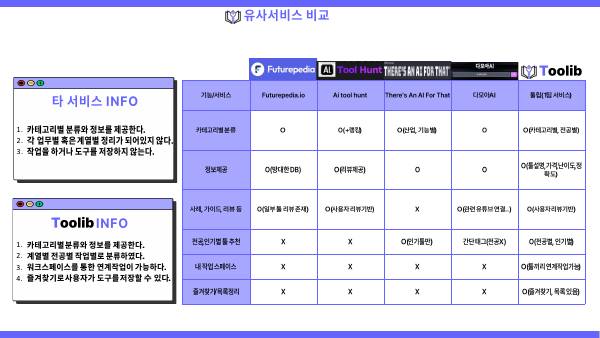 유사서비스 비교
타 서비스 INFO
1. 카테고리별 분류와 정보를 제공한다.
2. 각 업무별 혹은 계열별 정리가 되어있지 않다.
3. 작업을 하거나 도구를 저장하지 않는다.
Toolib INFO
1. 카테고리별 분류와 정보를 제공한다.
2. 계열별 전공별 작업별로 분류하였다.
3. 워크스페이스를 통한 연계작업이 가능하다.
4. 즐겨찾기로 사용자가 도구를 저장할 수 있다.
Futurepedia AI Tool Hunt THERE'S AN AI FOR THAT 다모아AI Toolib
기능/서비스 Futurepedia.io Ai tool hunt There's An AI For That 다모아AI 툴립(1팀 서비스)
카테고리별 분류 O O(+랭킹) O(산업, 기능별) O O(카테고리별, 전공별)
정보제공 O(방대한 DB) O(리뷰제공) O O O(툴설명,가격,난이도,정확도)
사례, 가이드, 리뷰 등 O(일부 툴 리뷰 존재) O(사용자 리뷰기반) X O(관련 유튜브 연결..) O(사용자리뷰기반)
전공,인기별 툴 추천 X X O(인기툴만) 간단 태그(전공X) O(전공별, 인기별)
내 작업스페이스 X X X X O(툴끼리 연계작업가능)
즐겨찾기/목록정리 X X X X O(즐겨찾기, 목록 있음)